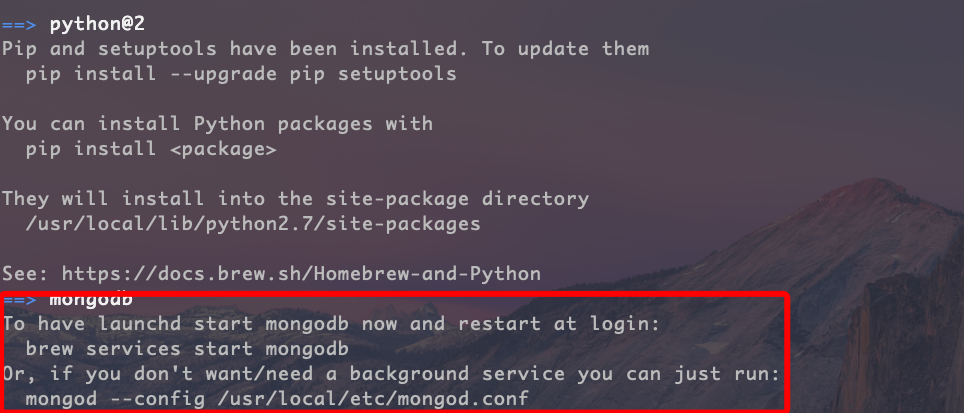 ==> python@2
Pip and setuptools have been installed. To update them
  pip install --upgrade pip setuptools
You can install Python packages with
  pip install <package>
They will install into the site-package directory
  /usr/local/lib/python2.7/site-packages
See: https://docs.brew.sh/Homebrew-and-Python
==> mongodb
To have launchd start mongodb now and restart at login:
  brew services start mongodb
Or, if you don't want/need a background service you can just run:
  mongod --config /usr/local/etc/mongod.conf